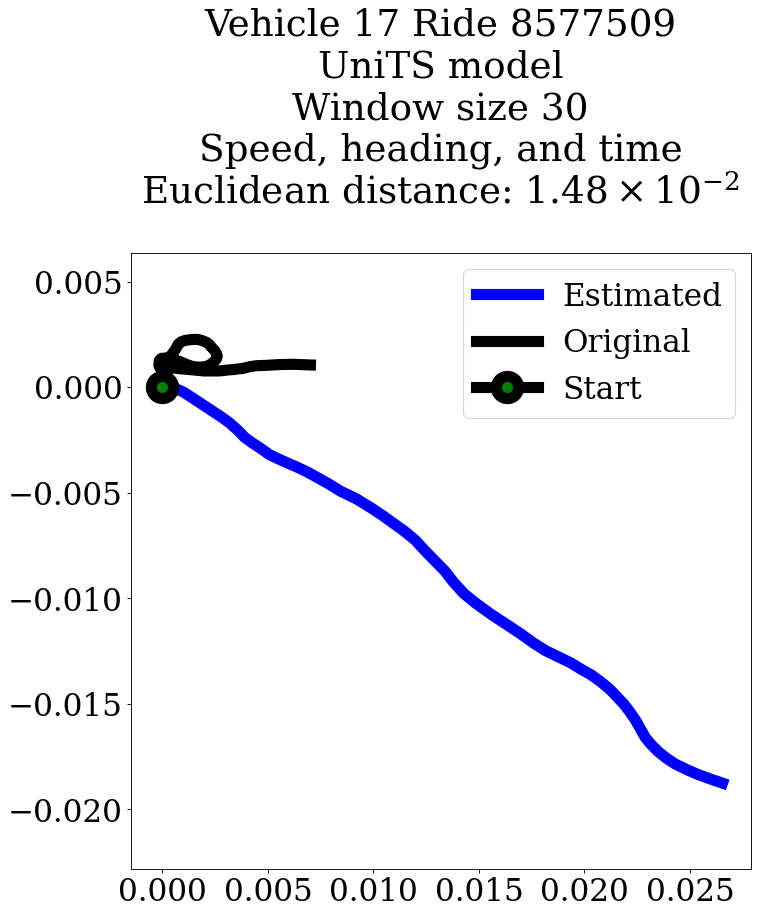 Vehicle 17 Ride 8577509
UniTS model
Window size 30
Speed, heading, and time
Euclidean distance: 1.48 × 10⁻²
0.005
0.000
−0.005
−0.010
−0.015
−0.020
Estimated
Original
Start
0.000 0.005 0.010 0.015 0.020 0.025